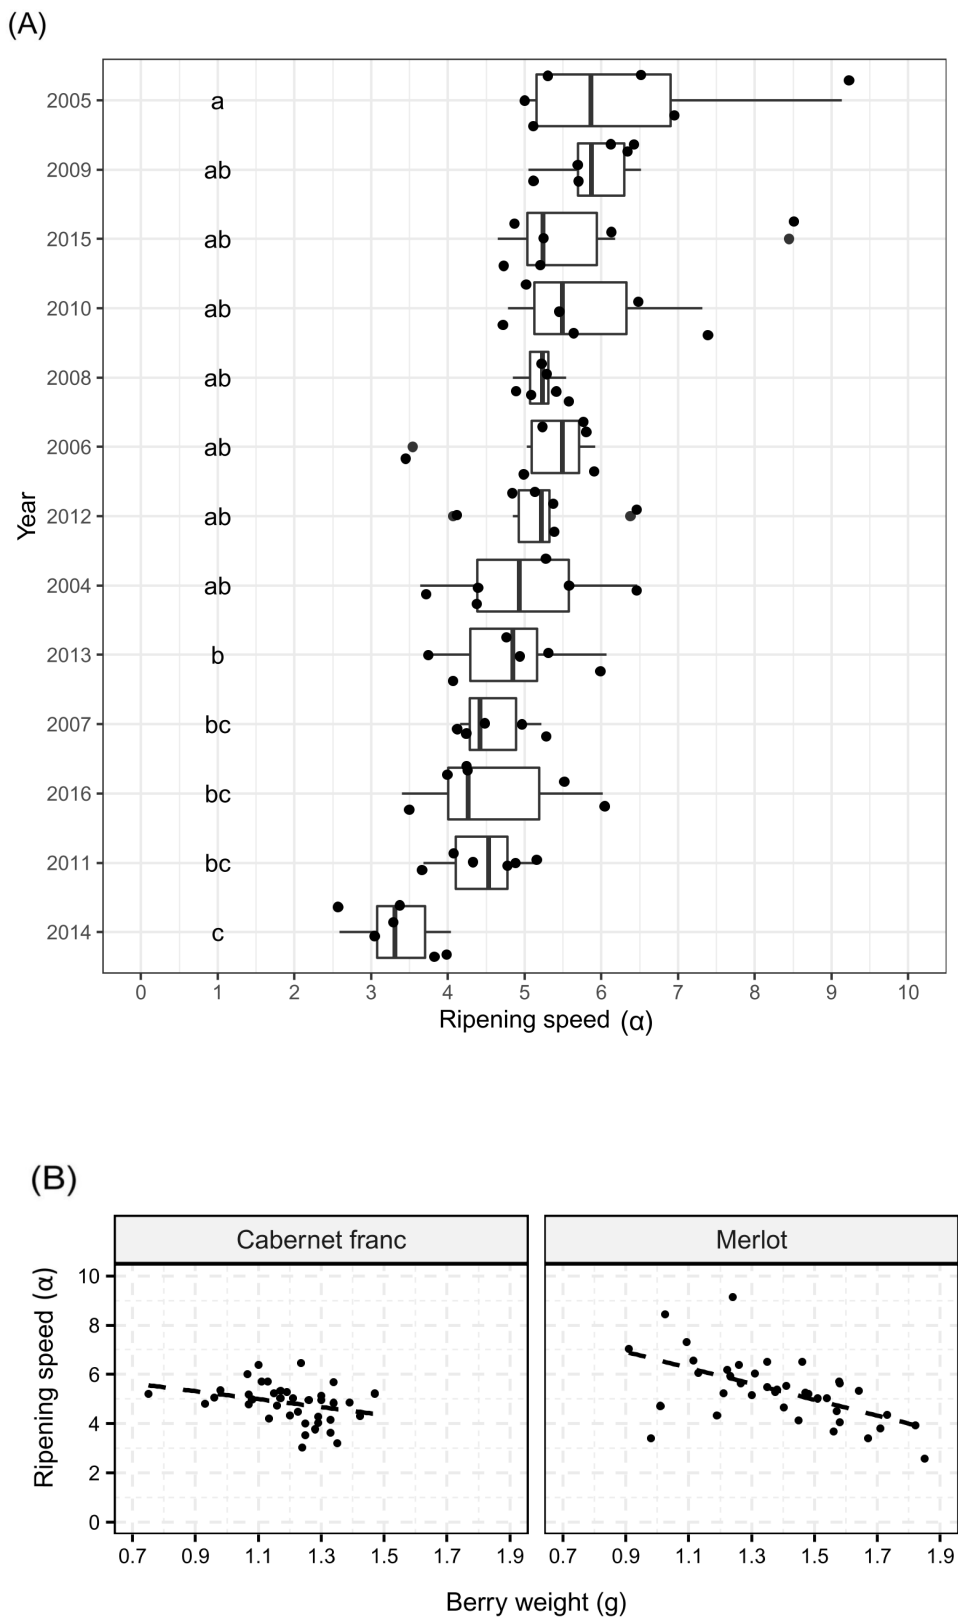 (A)
2005 a
2009 ab
2015 ab
2010 ab
2008 ab
2006 ab
2012 ab
2004 ab
2013 b
2007 bc
2016 bc
2011 bc
2014 c
Year
0 1 2 3 4 5 6 7 8 9 10
Ripening speed (α)
(B)
Cabernet franc Merlot
10
8
6
4
2
0
Ripening speed (α)
0.7 0.9 1.1 1.3 1.5 1.7 1.9 0.7 0.9 1.1 1.3 1.5 1.7 1.9
Berry weight (g)